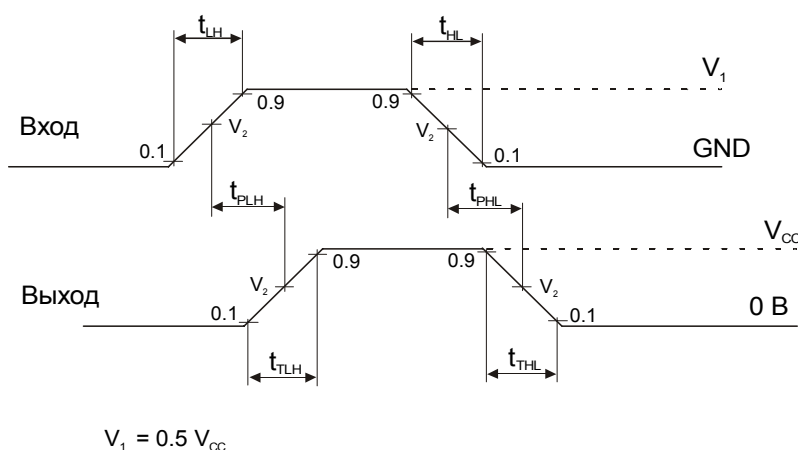 t_LH t_HL
V_1
0.9 0.9
Вход V_2 V_2
0.1 0.1 GND
t_PLH t_PHL
V_CC
0.9 0.9
Выход V_2 V_2
0.1 0.1 0 В
t_TLH t_THL
V_1 = 0.5 V_CC